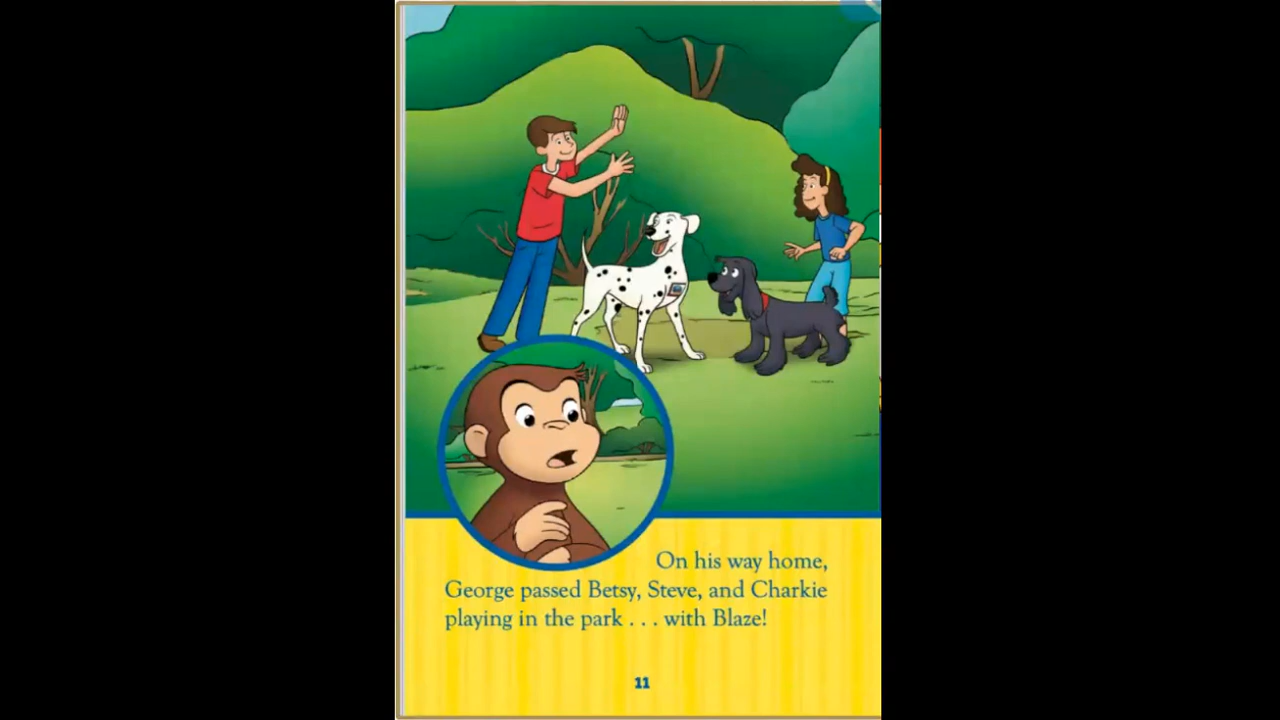 On his way home,
George passed Betsy, Steve, and Charkie
playing in the park . . . with Blaze!
11